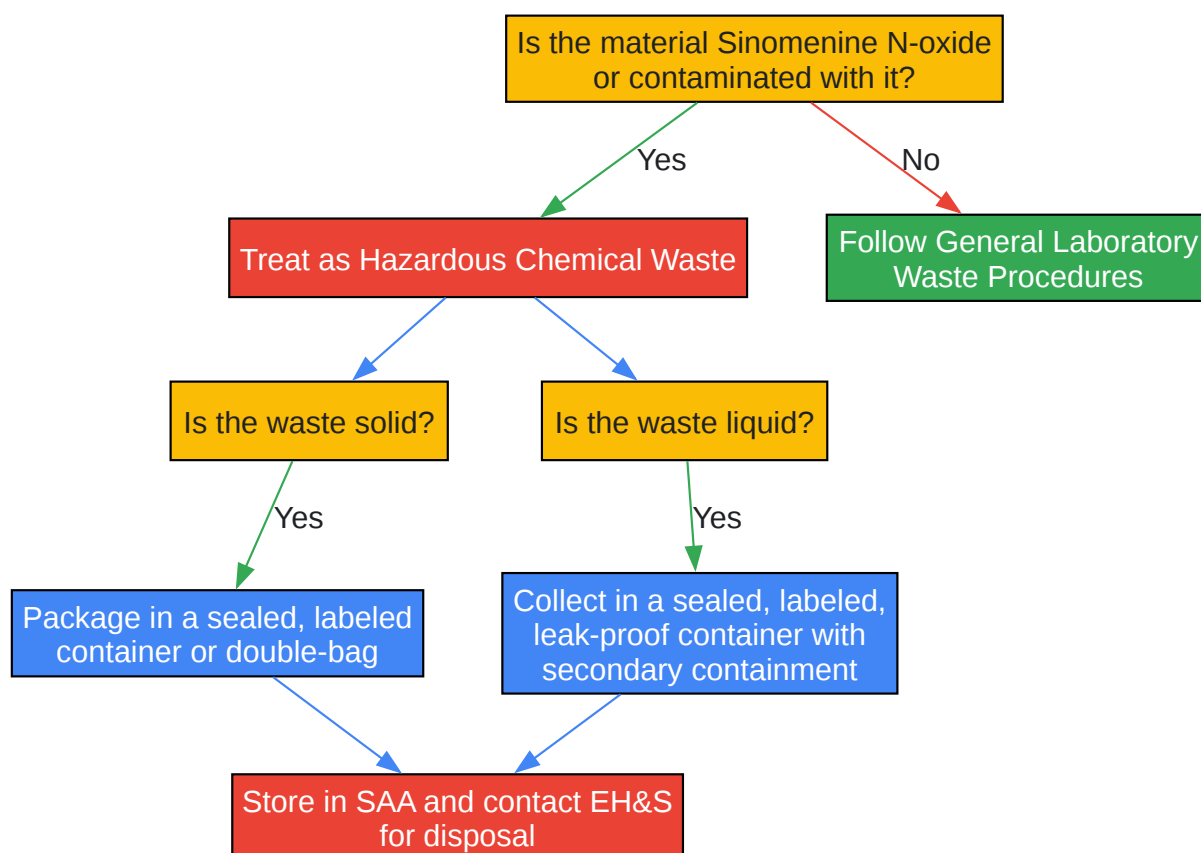 Is the material Sinomenine N-oxide
or contaminated with it?
Yes
No
Treat as Hazardous Chemical Waste
Follow General Laboratory
Waste Procedures
Is the waste solid?
Is the waste liquid?
Yes
Yes
Package in a sealed, labeled
container or double-bag
Collect in a sealed, labeled,
leak-proof container with
secondary containment
Store in SAA and contact EH&S
for disposal